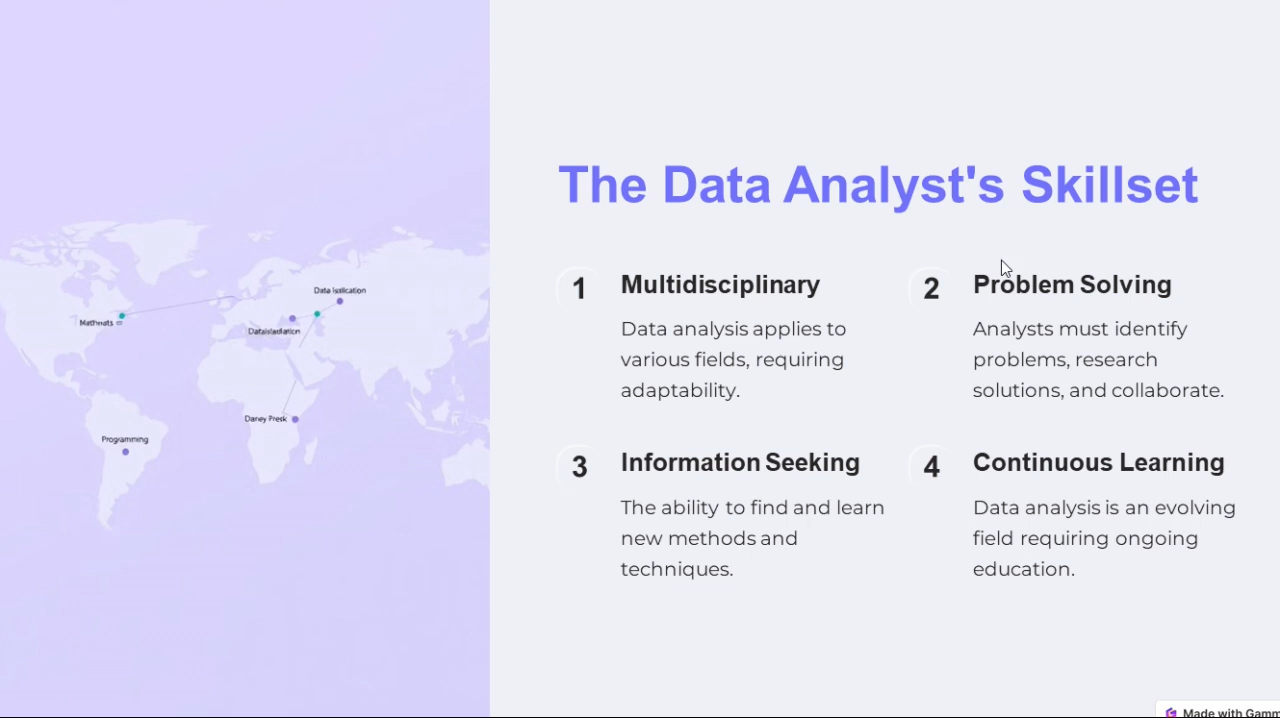 The Data Analyst's Skillset
1
Multidisciplinary
Data analysis applies to
various fields, requiring
adaptability.
2
Problem Solving
Analysts must identify
problems, research
solutions, and collaborate.
3
Information Seeking
The ability to find and learn
new methods and
techniques.
4
Continuous Learning
Data analysis is an evolving
field requiring ongoing
education.
Data
Programming
Made with Gamm